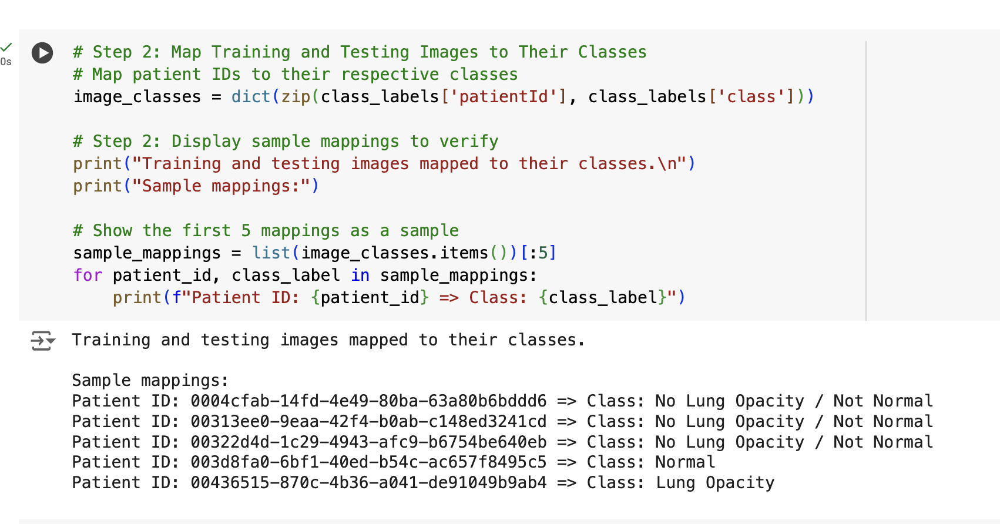 0s
# Step 2: Map Training and Testing Images to Their Classes
# Map patient IDs to their respective classes
image_classes = dict(zip(class_labels['patientId'], class_labels['class']))
# Step 2: Display sample mappings to verify
print("Training and testing images mapped to their classes.\n")
print("Sample mappings:")
# Show the first 5 mappings as a sample
sample_mappings = list(image_classes.items())[:5]
for patient_id, class_label in sample_mappings:
    print(f"Patient ID: {patient_id} => Class: {class_label}")
Training and testing images mapped to their classes.
Sample mappings:
Patient ID: 0004cfab-14fd-4e49-80ba-63a80b6bddd6 => Class: No Lung Opacity / Not Normal
Patient ID: 00313ee0-9eaa-42f4-b0ab-c148ed3241cd => Class: No Lung Opacity / Not Normal
Patient ID: 00322d4d-1c29-4943-afc9-b6754be640eb => Class: No Lung Opacity / Not Normal
Patient ID: 003d8fa0-6bf1-40ed-b54c-ac657f8495c5 => Class: Normal
Patient ID: 00436515-870c-4b36-a041-de91049b9ab4 => Class: Lung Opacity